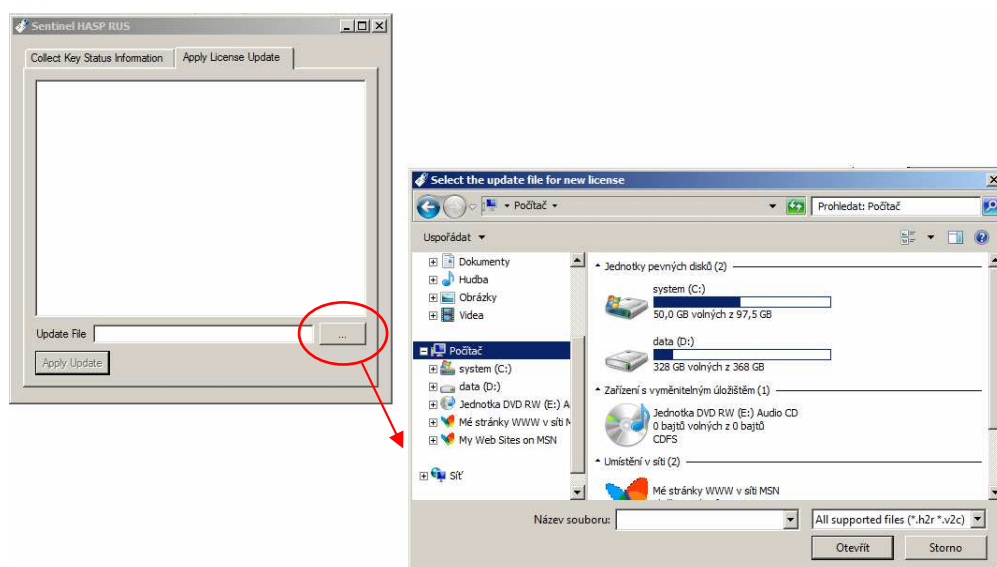 Sentinel HASP RUS
Collect Key Status Information
Apply License Update
Update File
...
Apply Update
Select the update file for new license
Počítač
Prohledat: Počítač
Uspořádat
Dokumenty
Hudba
Obrázky
Videa
Počítač
system (C:)
data (D:)
Jednotka DVD RW (E:) A
Mé stránky WWW v síti M
My Web Sites on MSN
Síť
Jednotky pevných disků (2)
system (C:)
50,0 GB volných z 97,5 GB
data (D:)
328 GB volných z 368 GB
Zařízení s vyměnitelným úložištěm (1)
Jednotka DVD RW (E:) Audio CD
0 bajtů volných z 0 bajtů
CDFS
Umístění v síti (2)
Mé stránky WWW v síti MSN
Název souboru:
All supported files (*.h2r *.v2c)
Otevřít
Storno